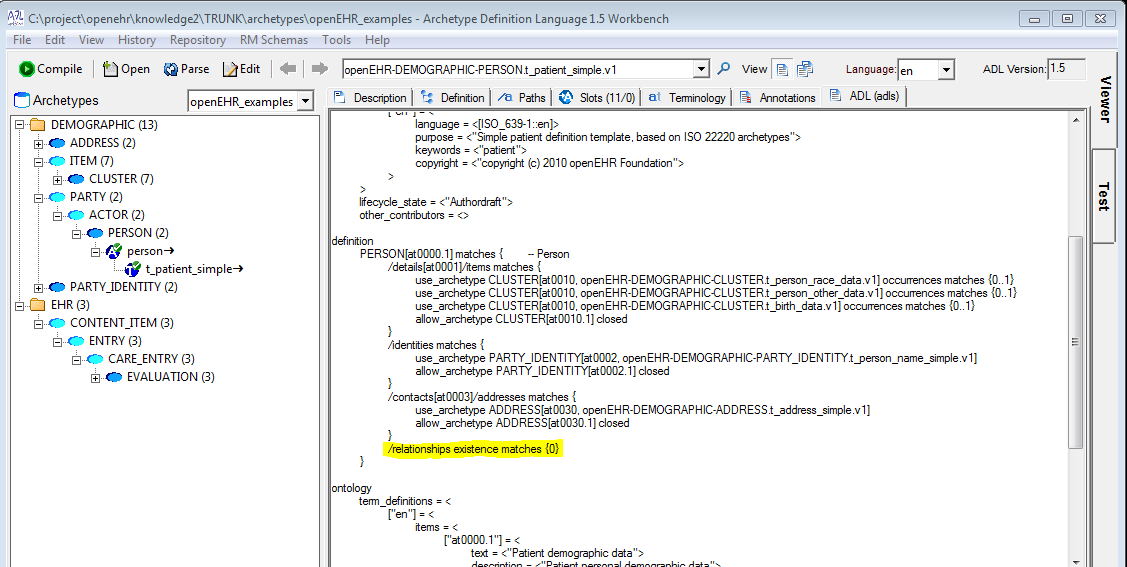 C:\project\openehr\knowledge2\TRUNK\archetypes\openEHR_examples - Archetype Definition Language 1.5 Workbench
File Edit View History Repository RM Schemas Tools Help
Compile Open Parse Edit openEHR-DEMOGRAPHIC-PERSON.t_patient_simple.v1 View Language: en ADL Version: 1.5
Archetypes openEHR_examples
Description Definition Paths Slots (11/0) Terminology Annotations ADL (adls)
Viewer
Test
DEMOGRAPHIC (13)
ADDRESS (2)
ITEM (7)
CLUSTER (7)
PARTY (2)
ACTOR (2)
PERSON (2)
person→
t_patient_simple→
PARTY_IDENTITY (2)
EHR (3)
CONTENT_ITEM (3)
ENTRY (3)
CARE_ENTRY (3)
EVALUATION (3)
["en"] = <
language = <[ISO_639-1::en]>
purpose = <"Simple patient definition template, based on ISO 22220 archetypes">
keywords = <"patient">
copyright = <"copyright (c) 2010 openEHR Foundation">
>
>
lifecycle_state = <"Authordraft">
other_contributors = <>
definition
PERSON[at0000.1] matches { -- Person
/details[at0001]/items matches {
use_archetype CLUSTER[at0010, openEHR-DEMOGRAPHIC-CLUSTER.t_person_race_data.v1] occurrences matches {0..1}
use_archetype CLUSTER[at0010, openEHR-DEMOGRAPHIC-CLUSTER.t_person_other_data.v1] occurrences matches {0..1}
use_archetype CLUSTER[at0010, openEHR-DEMOGRAPHIC-CLUSTER.t_birth_data.v1] occurrences matches {0..1}
allow_archetype CLUSTER[at0010.1] closed
}
/identities matches {
use_archetype PARTY_IDENTITY[at0002, openEHR-DEMOGRAPHIC-PARTY_IDENTITY.t_person_name_simple.v1]
allow_archetype PARTY_IDENTITY[at0002.1] closed
}
/contacts[at0003]/addresses matches {
use_archetype ADDRESS[at0030, openEHR-DEMOGRAPHIC-ADDRESS.t_address_simple.v1]
allow_archetype ADDRESS[at0030.1] closed
}
/relationships existence matches {0}
}
ontology
term_definitions = <
["en"] = <
items = <
["at0000.1"] = <
text = <"Patient demographic data">
description = <"Patient personal demographic data">